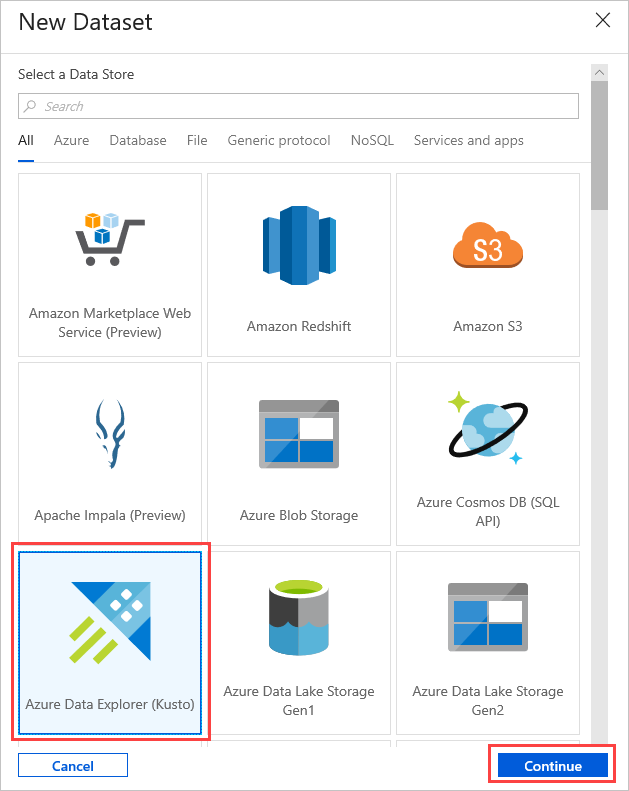 New Dataset
Select a Data Store
Search
All Azure Database File Generic protocol NoSQL Services and apps
Amazon Marketplace Web
Service (Preview)
Amazon Redshift
S3
Amazon S3
Apache Impala (Preview)
Azure Blob Storage
Azure Cosmos DB (SQL
API)
Azure Data Explorer (Kusto)
Azure Data Lake Storage
Gen1
Azure Data Lake Storage
Gen2
Cancel
Continue